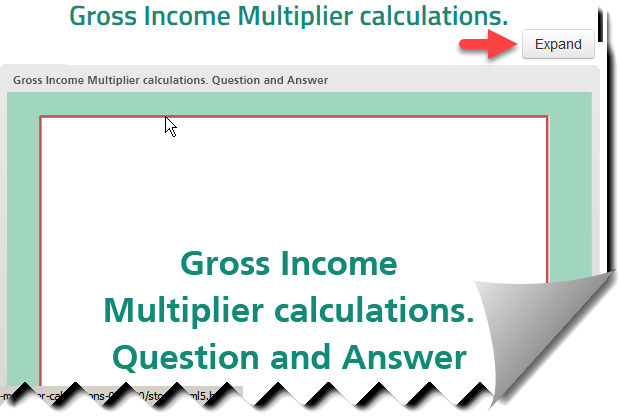 Gross Income Multiplier calculations.
Expand
Gross Income Multiplier calculations. Question and Answer
Gross Income
Multiplier calculations.
Question and Answer